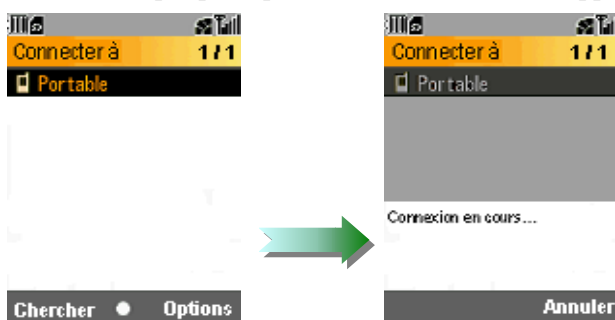 Connecter à 1/1
Portable
Chercher Options
Connecter à 1/1
Portable
Connexion en cours...
Annuler